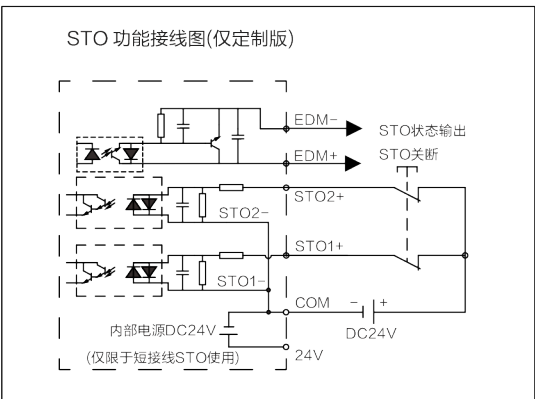 STO 功能接线图(仅定制版)
EDM-
STO状态输出
EDM+
STO关断
STO2+
STO2-
STO1+
STO1-
COM
- +
DC24V
内部电源DC24V
(仅限于短接线STO使用)
24V